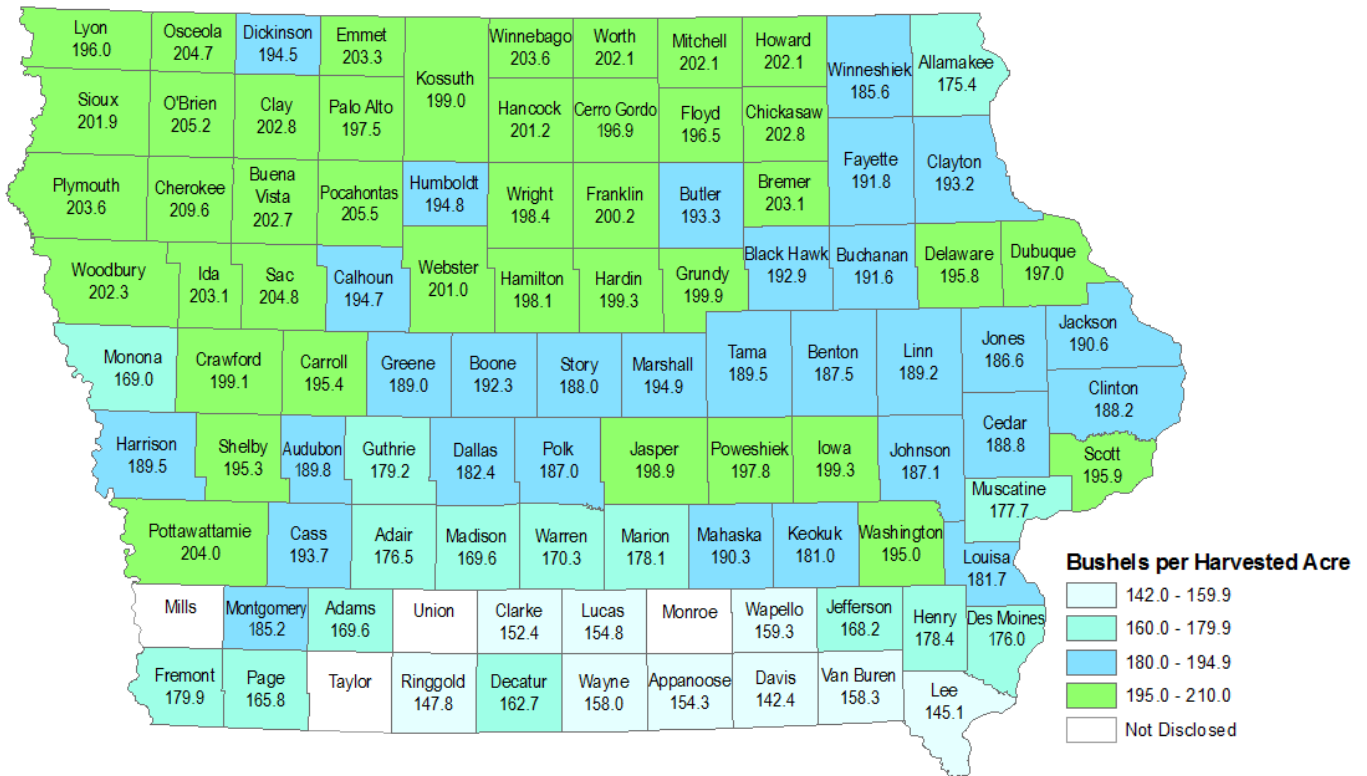 Lyon
196.0
Osceola
204.7
Dickinson
194.5
Emmet
203.3
Kossuth
199.0
Winnebago
203.6
Worth
202.1
Mitchell
202.1
Howard
202.1
Winneshiek
185.6
Allamakee
175.4
Sioux
201.9
O'Brien
205.2
Clay
202.8
Palo Alto
197.5
Hancock
201.2
Cerro Gordo
196.9
Floyd
196.5
Chickasaw
202.8
Plymouth
203.6
Cherokee
209.6
Buena
Vista
202.7
Pocahontas
205.5
Humboldt
194.8
Wright
198.4
Franklin
200.2
Butler
193.3
Bremer
203.1
Fayette
191.8
Clayton
193.2
Woodbury
202.3
Ida
203.1
Sac
204.8
Calhoun
194.7
Webster
201.0
Hamilton
198.1
Hardin
199.3
Grundy
199.9
Black Hawk
192.9
Buchanan
191.6
Delaware
195.8
Dubuque
197.0
Monona
169.0
Crawford
199.1
Carroll
195.4
Greene
189.0
Boone
192.3
Story
188.0
Marshall
194.9
Tama
189.5
Benton
187.5
Linn
189.2
Jones
186.6
Jackson
190.6
Clinton
188.2
Cedar
188.8
Harrison
189.5
Shelby
195.3
Audubon
189.8
Guthrie
179.2
Dallas
182.4
Polk
187.0
Jasper
198.9
Poweshiek
197.8
Iowa
199.3
Johnson
187.1
Scott
195.9
Muscatine
177.7
Pottawattamie
204.0
Cass
193.7
Adair
176.5
Madison
169.6
Warren
170.3
Marion
178.1
Mahaska
190.3
Keokuk
181.0
Washington
195.0
Louisa
181.7
Mills
Montgomery
185.2
Adams
169.6
Union
Clarke
152.4
Lucas
154.8
Monroe
Wapello
159.3
Jefferson
168.2
Henry
178.4
Des Moines
176.0
Fremont
179.9
Page
165.8
Taylor
Ringgold
147.8
Decatur
162.7
Wayne
158.0
Appanoose
154.3
Davis
142.4
Van Buren
158.3
Lee
145.1
Bushels per Harvested Acre
142.0 - 159.9
160.0 - 179.9
180.0 - 194.9
195.0 - 210.0
Not Disclosed